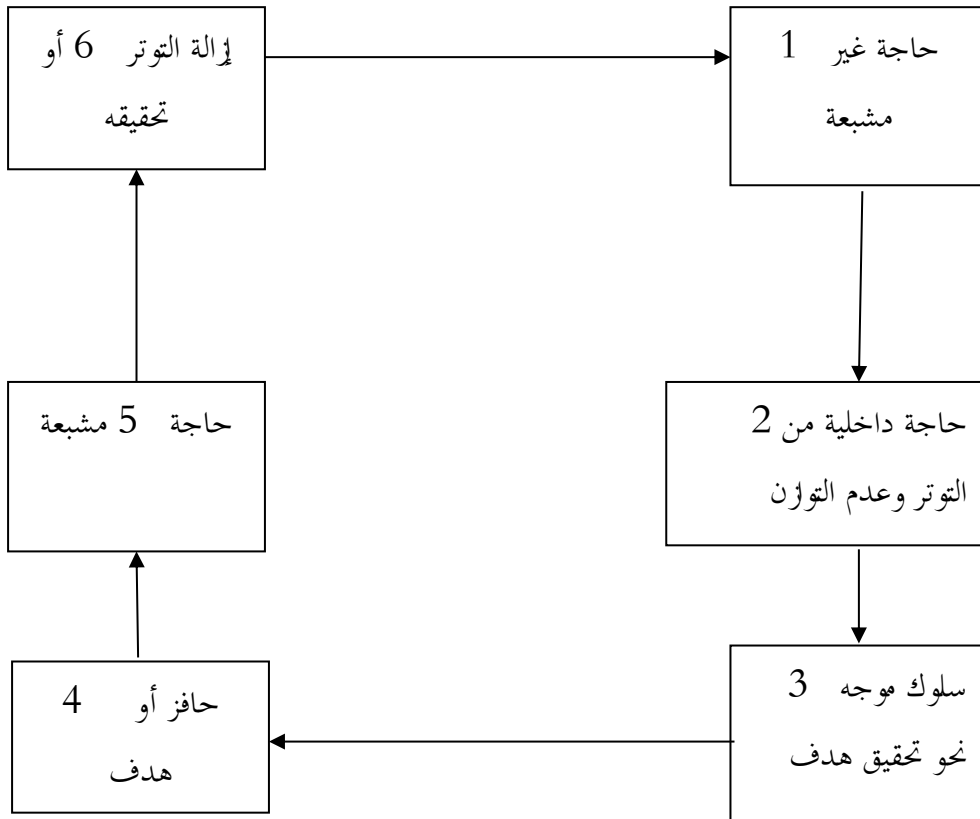 حاجة غير 1
مشبعة
حاجة داخلية من 2
التوتر وعدم التوازن
سلوك موجه 3
نحو تحقيق هدف
حافز أو 4
هدف
حاجة 5 مشبعة
إزالة التوتر 6 أو
تحقيقه